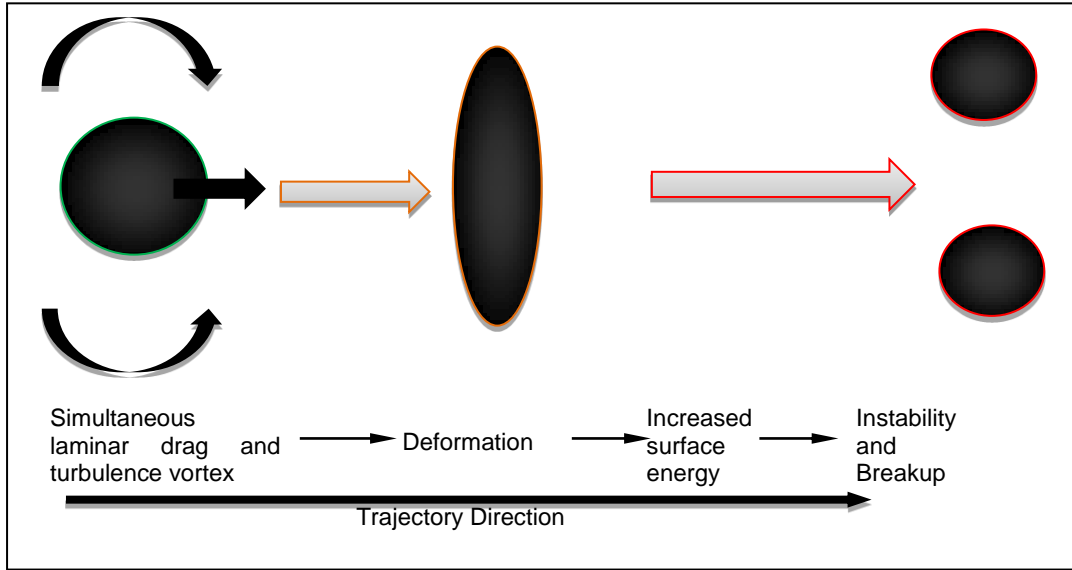 Simultaneous
laminar drag and
turbulence vortex
Deformation
Increased
surface
energy
Instability
and
Breakup
Trajectory Direction